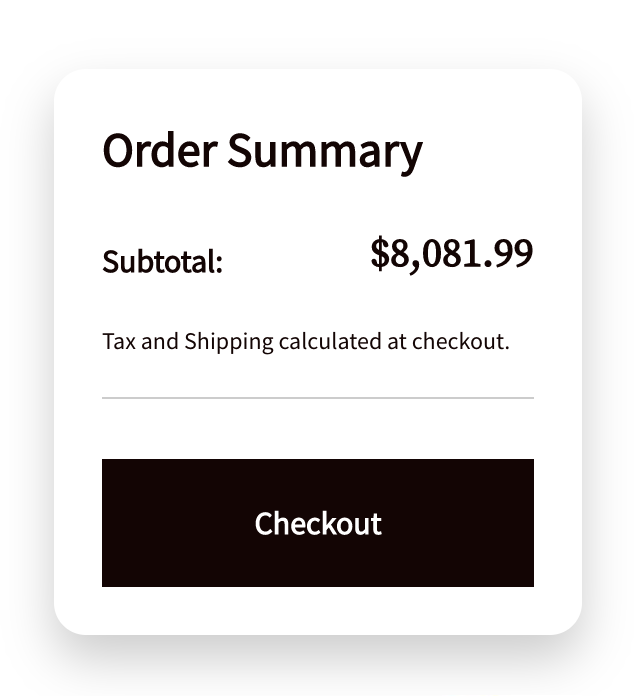 Order Summary
Subtotal: $8,081.99
Tax and Shipping calculated at checkout.
Checkout